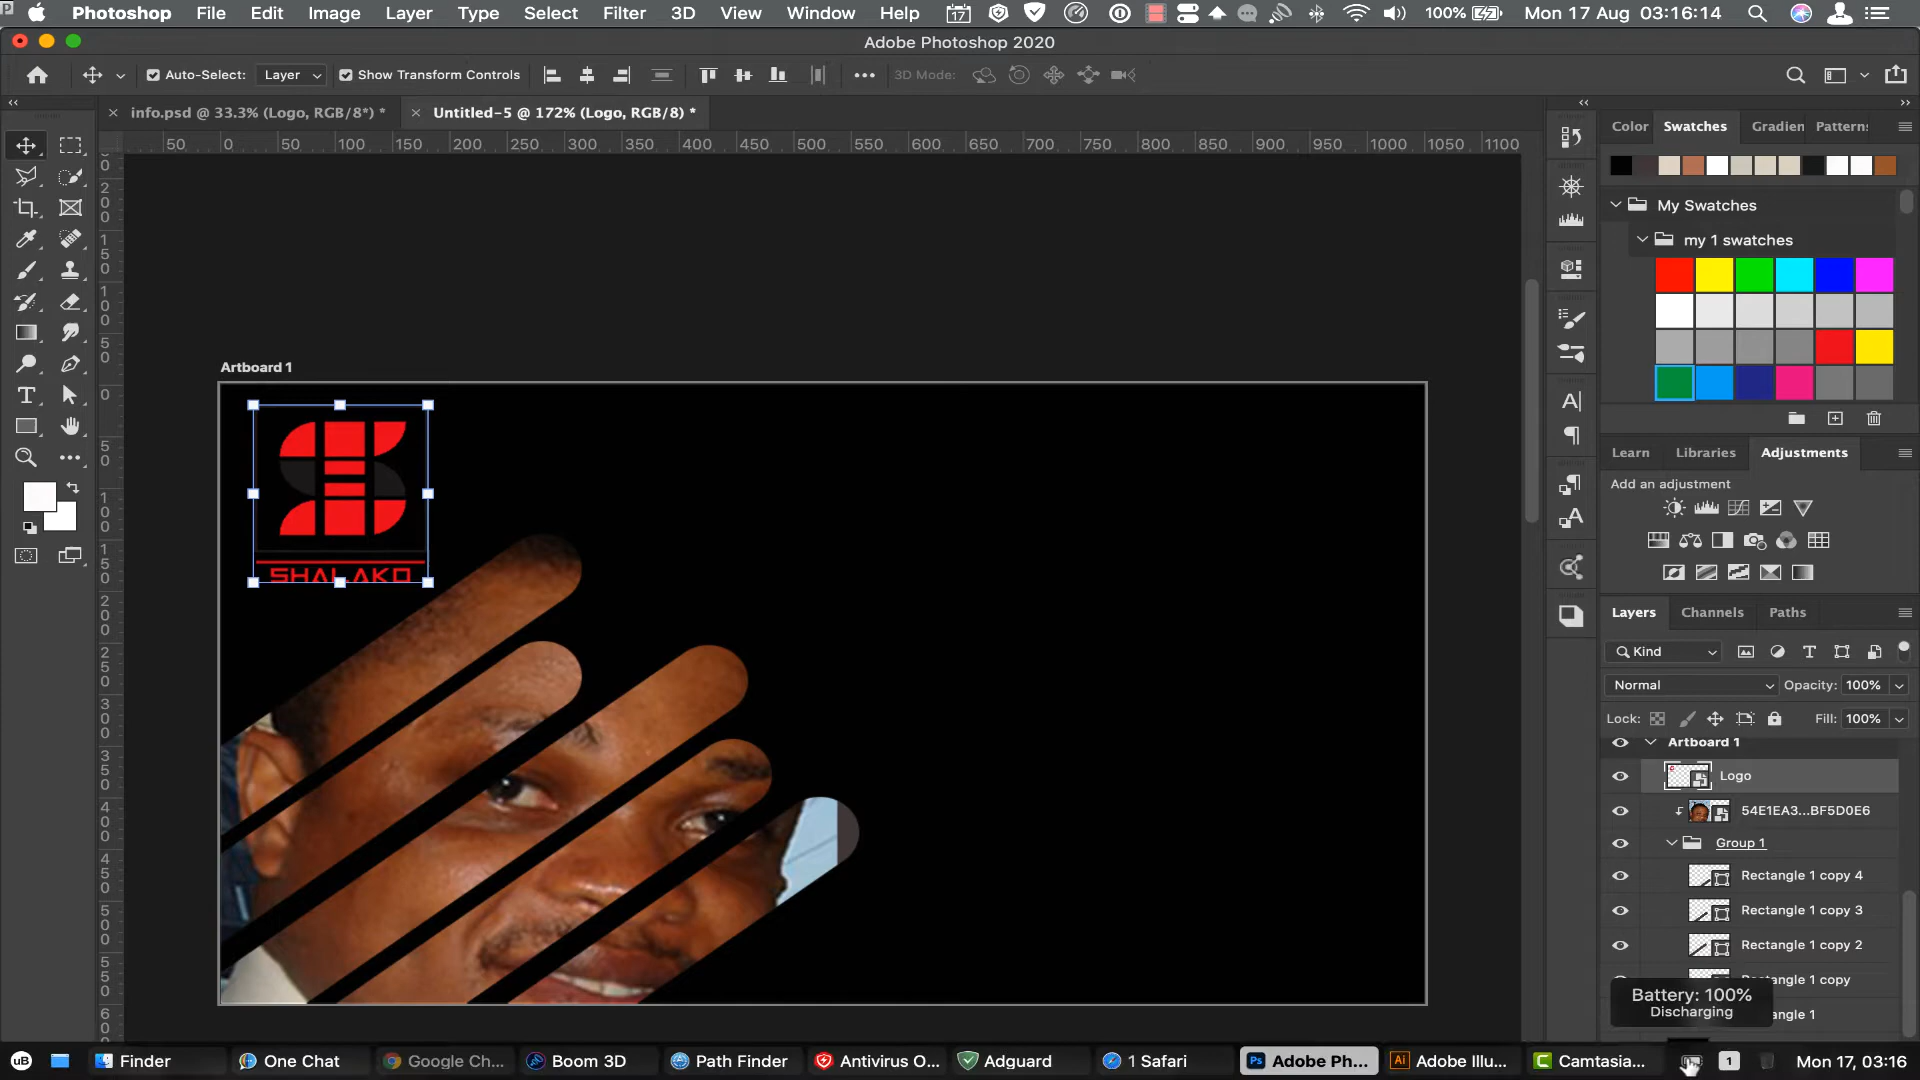 Photoshop File Edit Image Layer Type Select Filter 3D View Window Help 17 100% Mon 17 Aug 03:16:14
Adobe Photoshop 2020
Auto-Select: Layer Show Transform Controls 3D Mode:
info.psd @ 33.3% (Logo, RGB/8*) * Untitled-5 @ 172% (Logo, RGB/8) *
50 0 50 100 150 200 250 300 350 400 450 500 550 600 650 700 750 800 850 900 950 1000 1050 1100
Color Swatches Gradien Pattern
My Swatches
my 1 swatches
Artboard 1
SHALAKO
Learn Libraries Adjustments
Add an adjustment
Layers Channels Paths
Kind
Normal Opacity: 100%
Lock: Fill: 100%
Artboard 1
Logo
54E1EA3...BF5D0E6
Group 1
Rectangle 1 copy 4
Rectangle 1 copy 3
Rectangle 1 copy 2
Battery: 100%
Discharging
uB Finder One Chat Google Ch... Boom 3D Path Finder Antivirus O... Adguard 1 Safari Ps Adobe Ph... Ai Adobe Illu... Camtasia... 1 Mon 17, 03:16